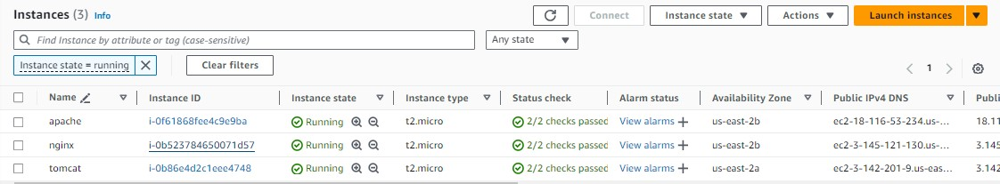 Instances (3) Info Connect Instance state Actions Launch instances
Find Instance by attribute or tag (case-sensitive) Any state
Instance state = running Clear filters 1
Name Instance ID Instance state Instance type Status check Alarm status Availability Zone Public IPv4 DNS Publi
apache i-0f61868fee4c9e9ba Running t2.micro 2/2 checks passed View alarms us-east-2b ec2-18-116-53-234.us-... 18.11
nginx i-0b523784650071d57 Running t2.micro 2/2 checks passed View alarms us-east-2b ec2-3-145-121-130.us-... 3.145
tomcat i-0b86e4d2c1eee4748 Running t2.micro 2/2 checks passed View alarms us-east-2a ec2-3-142-201-9.us-eas... 3.142